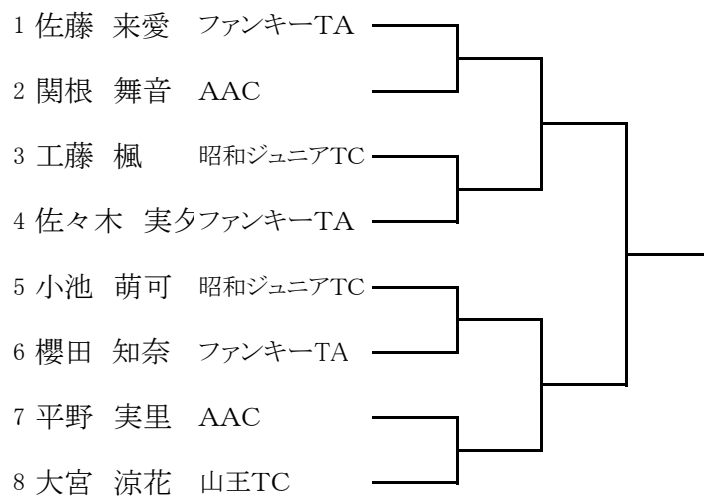 1 佐藤 来愛 ファンキーTA
2 関根 舞音 AAC
3 工藤 楓 昭和ジュニアTC
4 佐々木 実夕 ファンキーTA
5 小池 萌可 昭和ジュニアTC
6 櫻田 知奈 ファンキーTA
7 平野 実里 AAC
8 大宮 涼花 山王TC